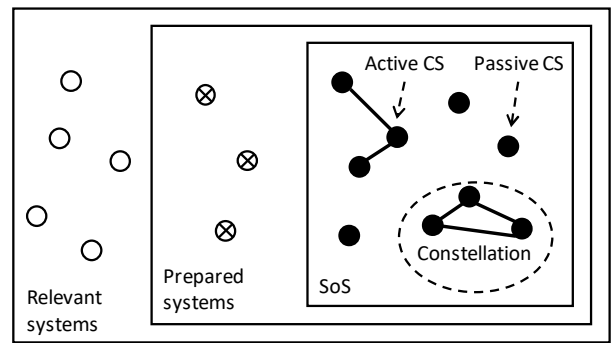 Active CS
Passive CS
Constellation
SoS
Prepared
systems
Relevant
systems